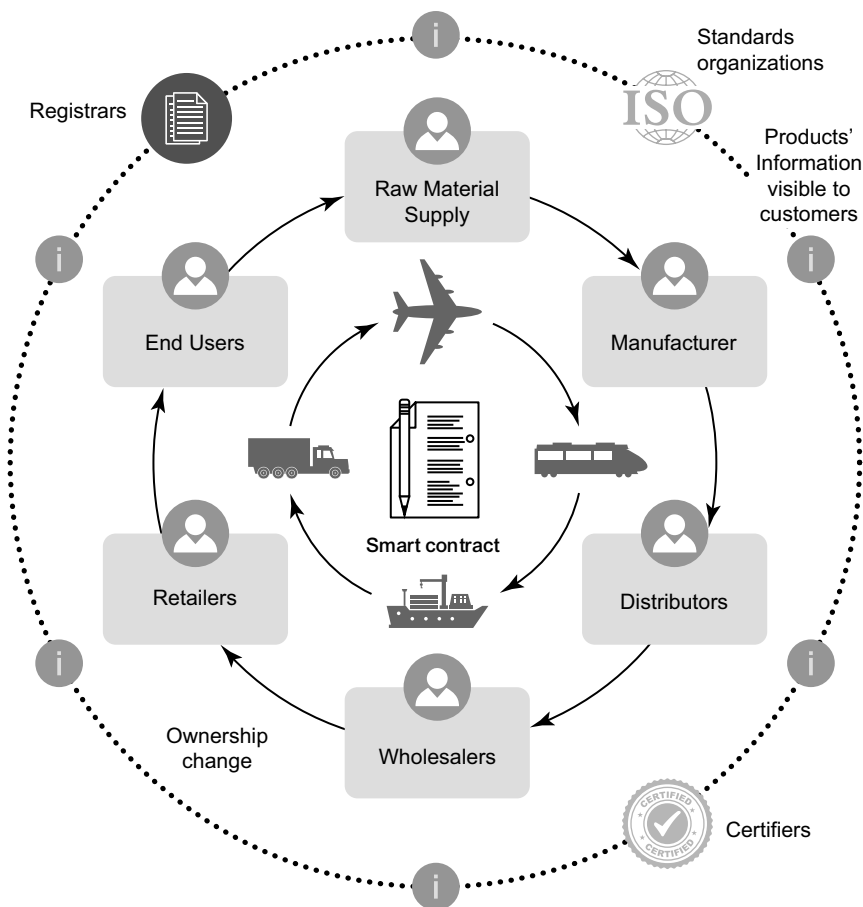 Standards
organizations
Registrars
ISO
Products’
Information
visible to
customers
Raw Material
Supply
End Users
Manufacturer
Smart contract
Retailers
Distributors
Ownership
change
Wholesalers
CERTIFIED
CERTIFIED
Certifiers
i
i
i
i
i
i